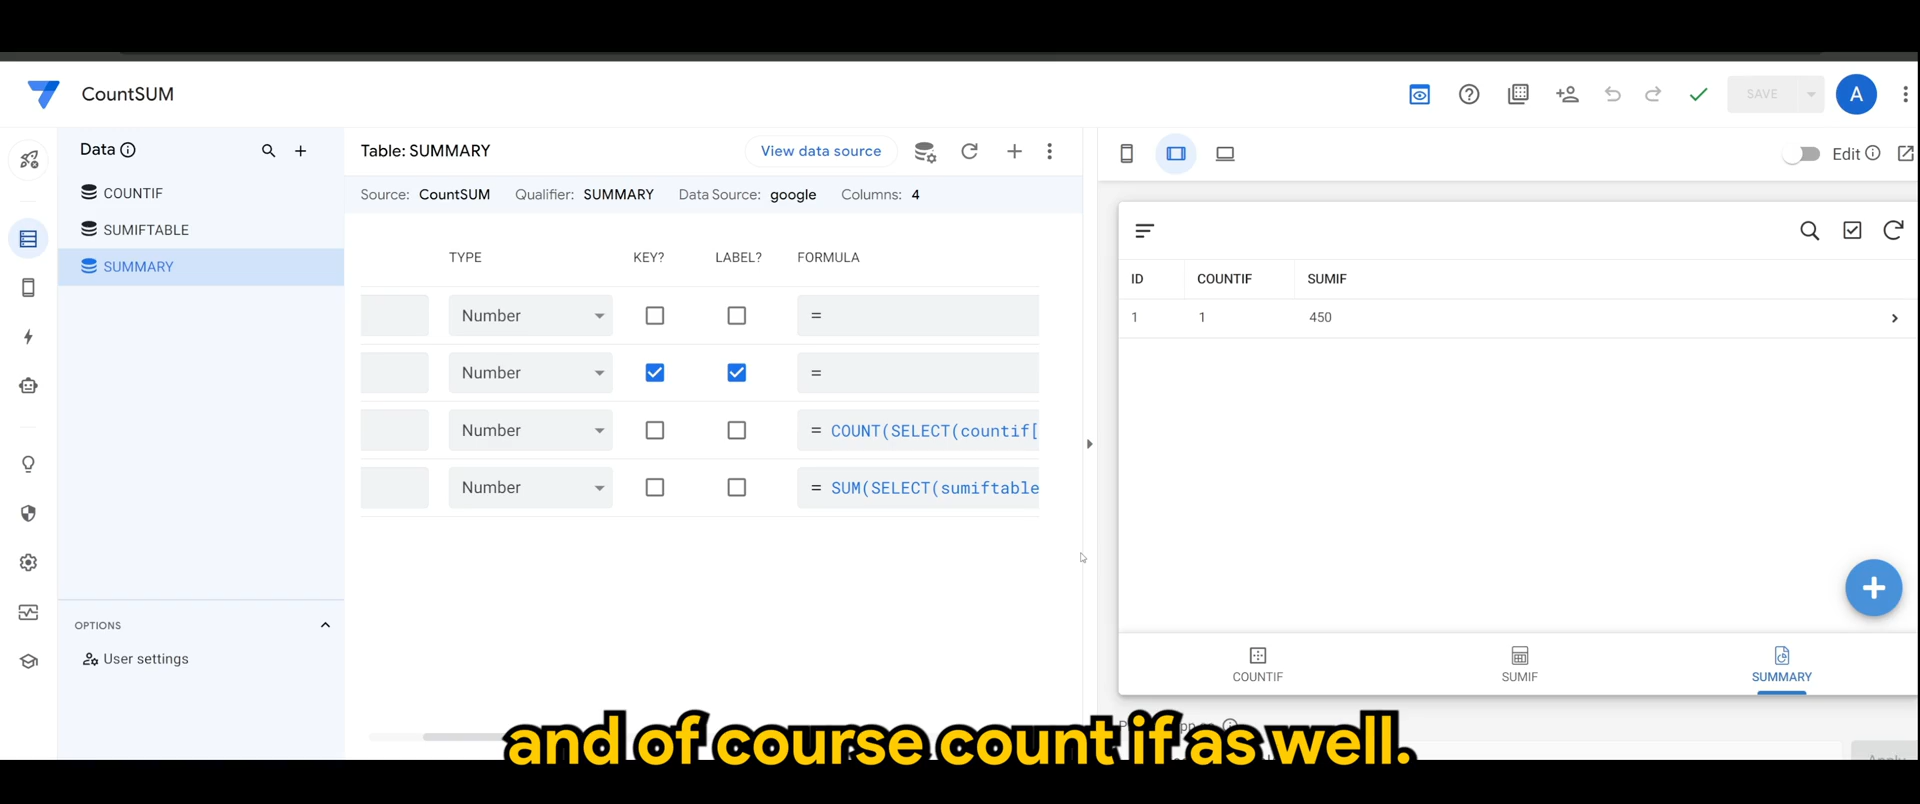 CountSUM
SAVE
A
Data
COUNTIF
SUMIFTABLE
SUMMARY
OPTIONS
User settings
Table: SUMMARY
View data source
Source: CountSUM Qualifier: SUMMARY Data Source: google Columns: 4
TYPE KEY? LABEL? FORMULA
Number =
Number =
Number = COUNT(SELECT(countif[
Number = SUM(SELECT(sumiftable
Edit
ID COUNTIF SUMIF
1 1 450
COUNTIF SUMIF SUMMARY
and of course count if as well.